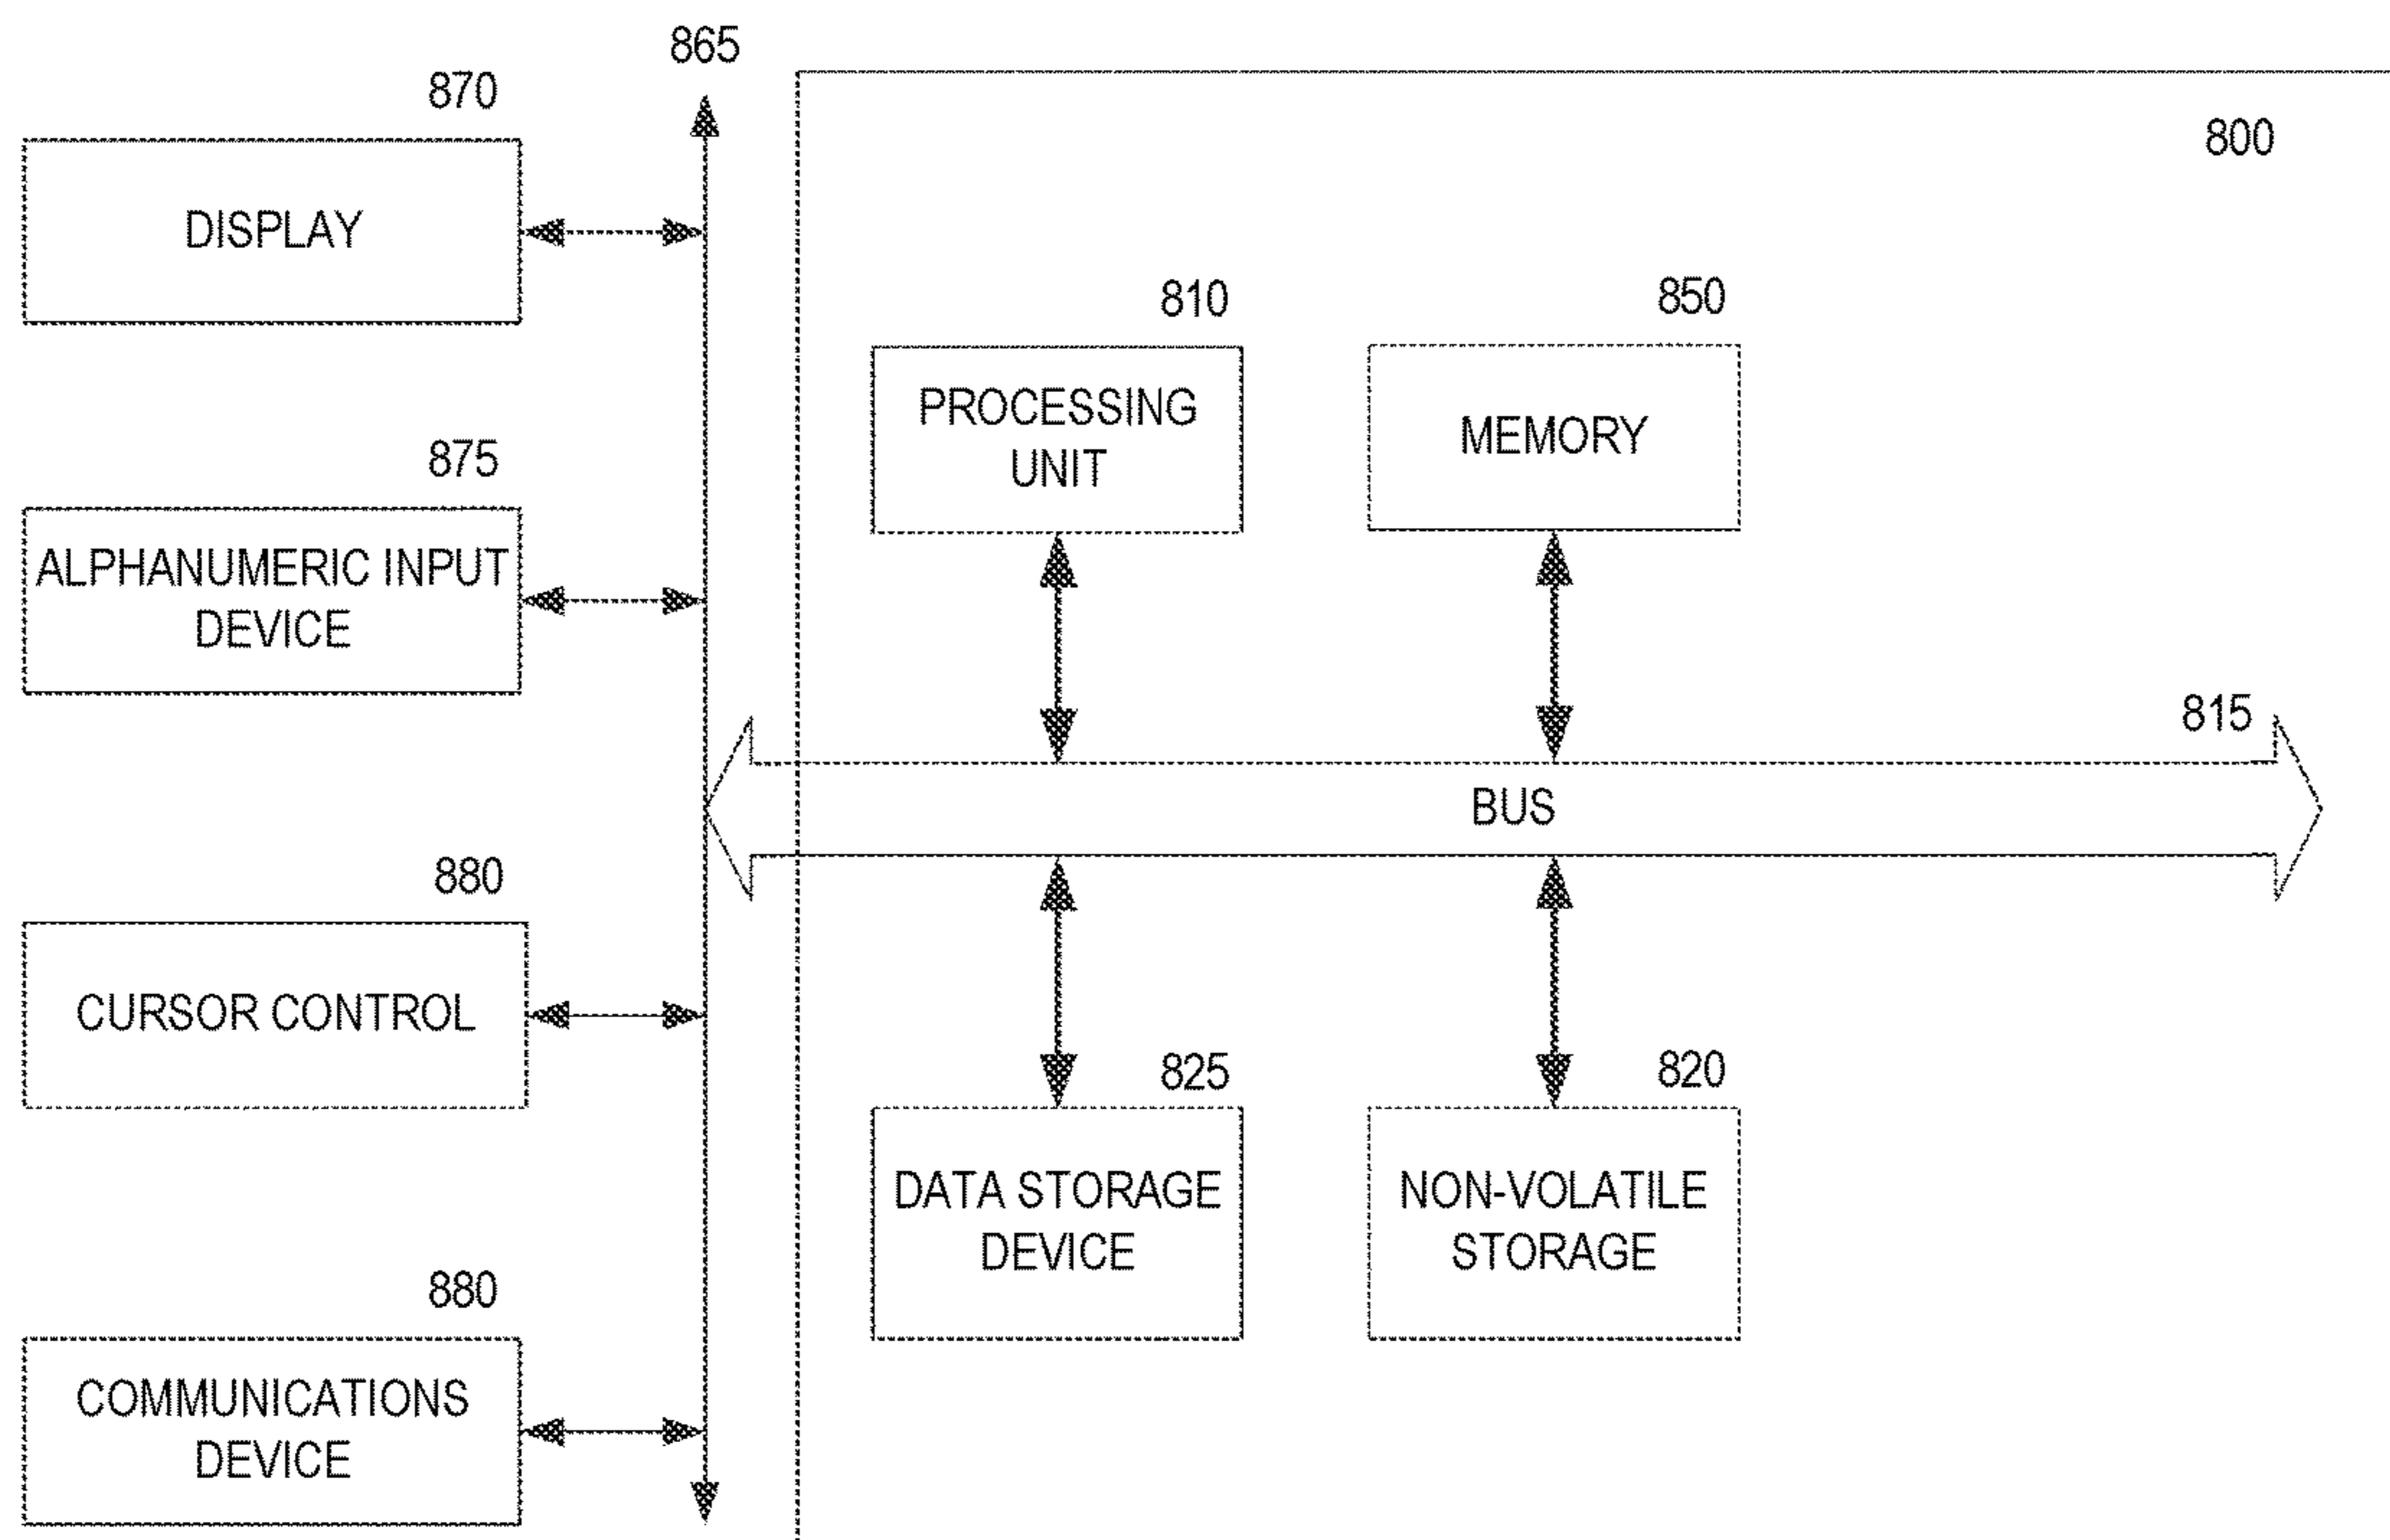 865
870
800
DISPLAY
810
850
PROCESSING
UNIT
MEMORY
875
ALPHANUMERIC INPUT
DEVICE
815
BUS
880
CURSOR CONTROL
825
820
DATA STORAGE
DEVICE
NON-VOLATILE
STORAGE
880
COMMUNICATIONS
DEVICE